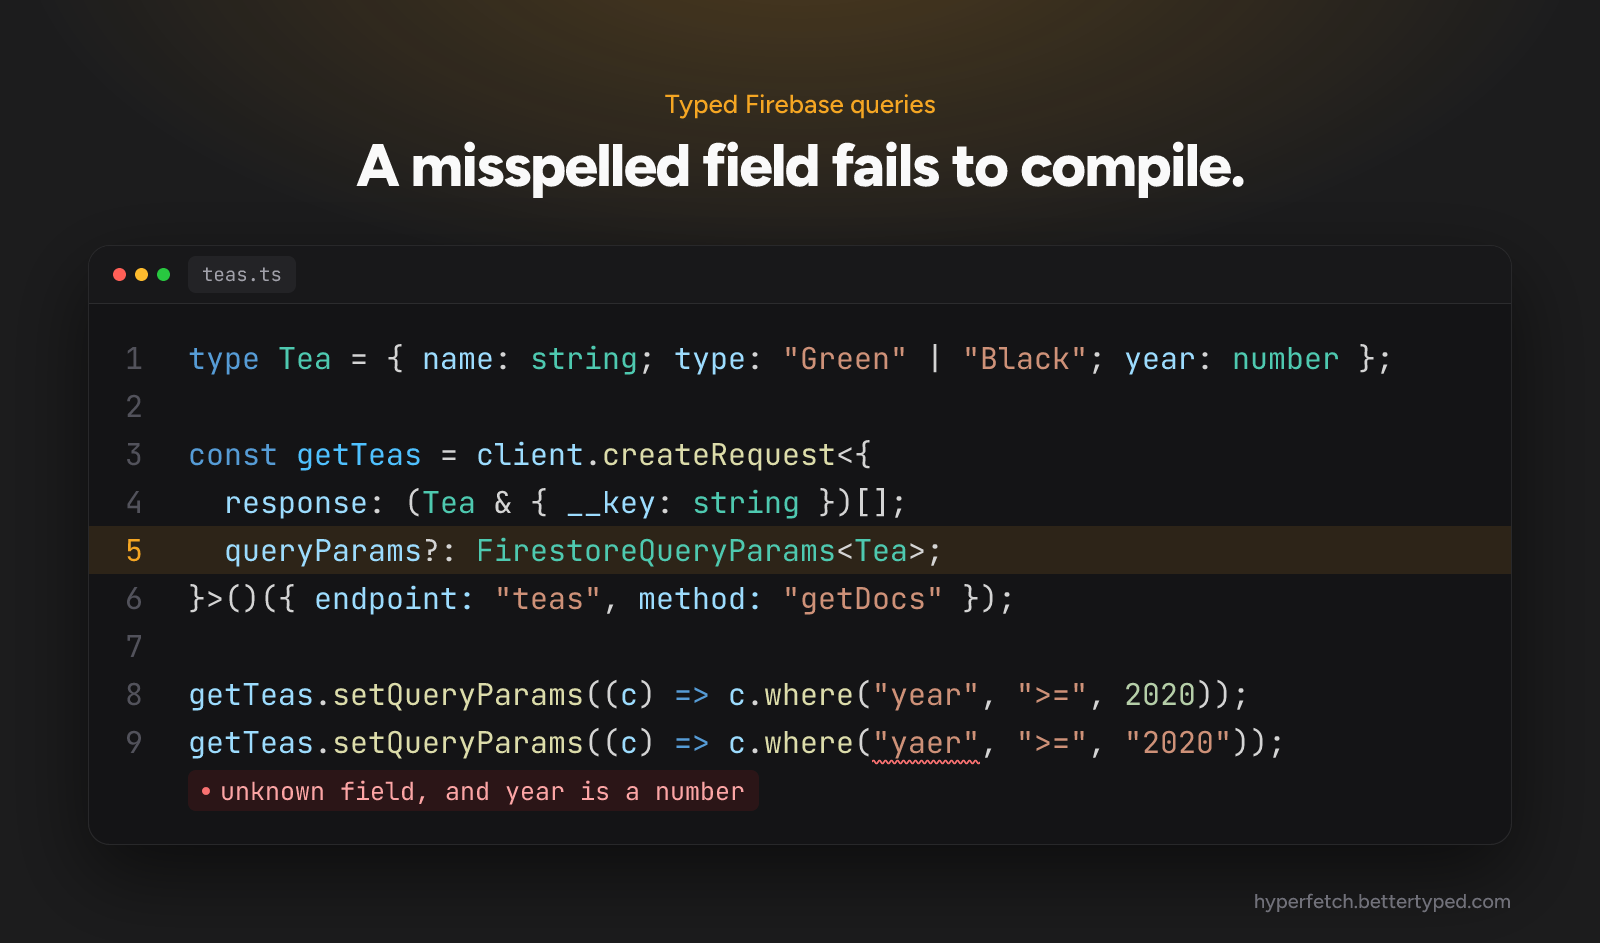 Typed Firebase queries
A misspelled field fails to compile.
teas.ts
1 type Tea = { name: string; type: "Green" | "Black"; year: number };
2
3 const getTeas = client.createRequest<{
4   response: (Tea & { __key: string })[];
5   queryParams?: FirestoreQueryParams<Tea>;
6 }>()({ endpoint: "teas", method: "getDocs" });
7
8 getTeas.setQueryParams((c) => c.where("year", ">=", 2020));
9 getTeas.setQueryParams((c) => c.where("yaer", ">=", "2020"));
• unknown field, and year is a number
hyperfetch.bettertyped.com